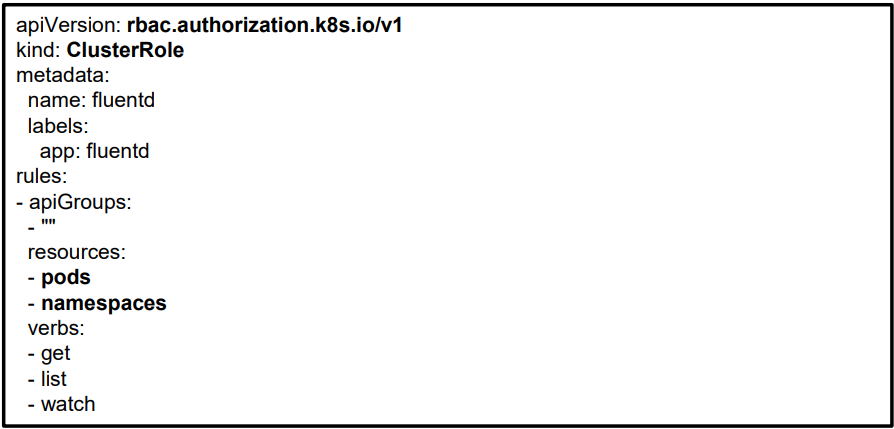 apiVersion: rbac.authorization.k8s.io/v1
kind: ClusterRole
metadata:
  name: fluentd
  labels:
    app: fluentd
rules:
- apiGroups:
  - ""
  resources:
  - pods
  - namespaces
  verbs:
  - get
  - list
  - watch